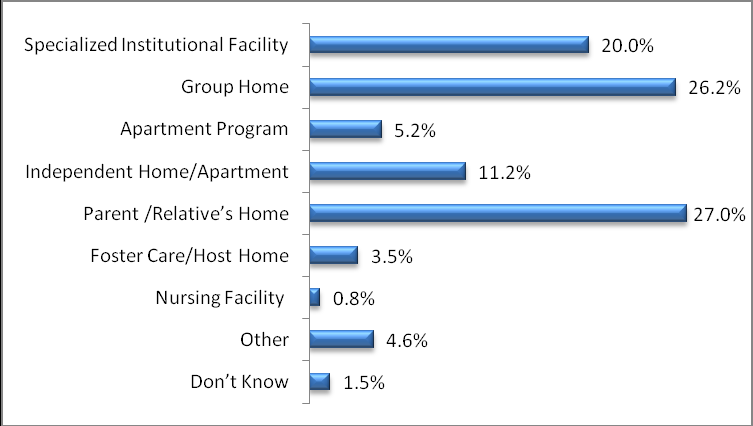 Specialized Institutional Facility 20.0%
Group Home 26.2%
Apartment Program 5.2%
Independent Home/Apartment 11.2%
Parent /Relative’s Home 27.0%
Foster Care/Host Home 3.5%
Nursing Facility 0.8%
Other 4.6%
Don’t Know 1.5%